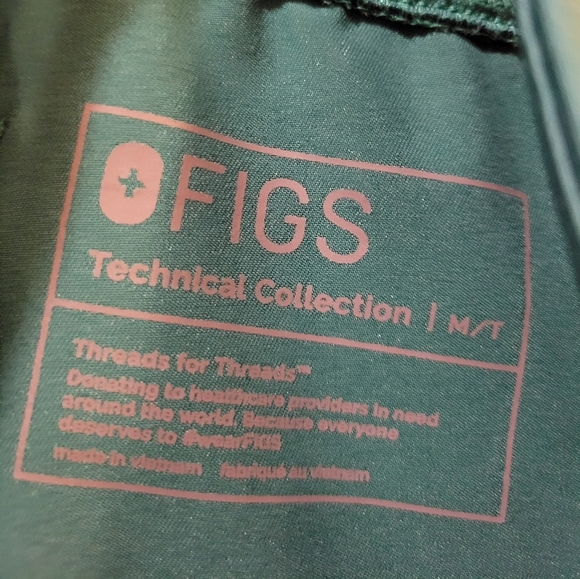 FIGS
Technical Collection | M/T
Threads for Threads™
Donating to healthcare providers in need
around the world. Because everyone
deserves to #wearFIGS
made in vietnam fabriqué au vietnam